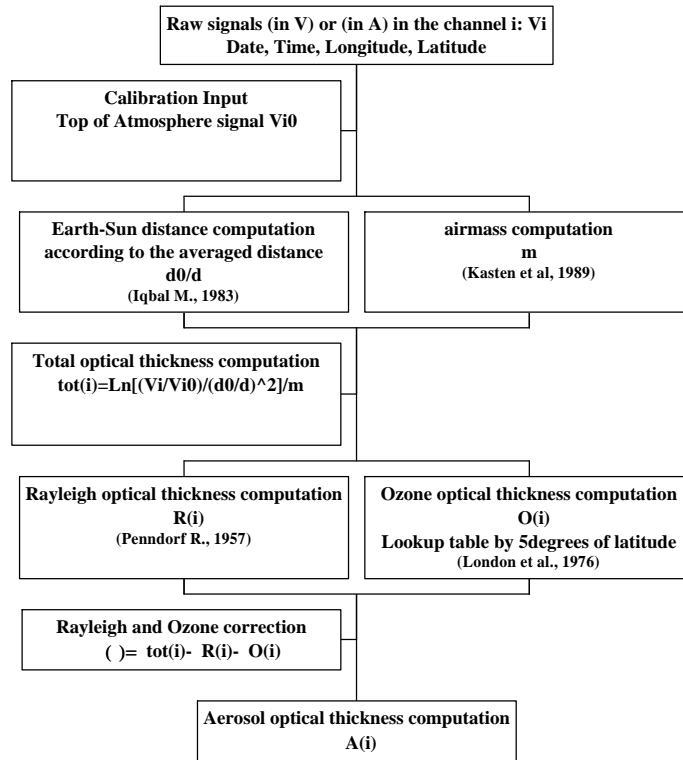 Raw signals (in V) or (in A) in the channel i: Vi
Date, Time, Longitude, Latitude
Calibration Input
Top of Atmosphere signal Vi0
Earth-Sun distance computation
according to the averaged distance
d0/d
(Iqbal M., 1983)
airmass computation
m
(Kasten et al, 1989)
Total optical thickness computation
tot(i)=Ln[(Vi/Vi0)/(d0/d)^2]/m
Rayleigh optical thickness computation
R(i)
(Penndorf R., 1957)
Ozone optical thickness computation
O(i)
Lookup table by 5degrees of latitude
(London et al., 1976)
Rayleigh and Ozone correction
( )= tot(i)- R(i)- O(i)
Aerosol optical thickness computation
A(i)